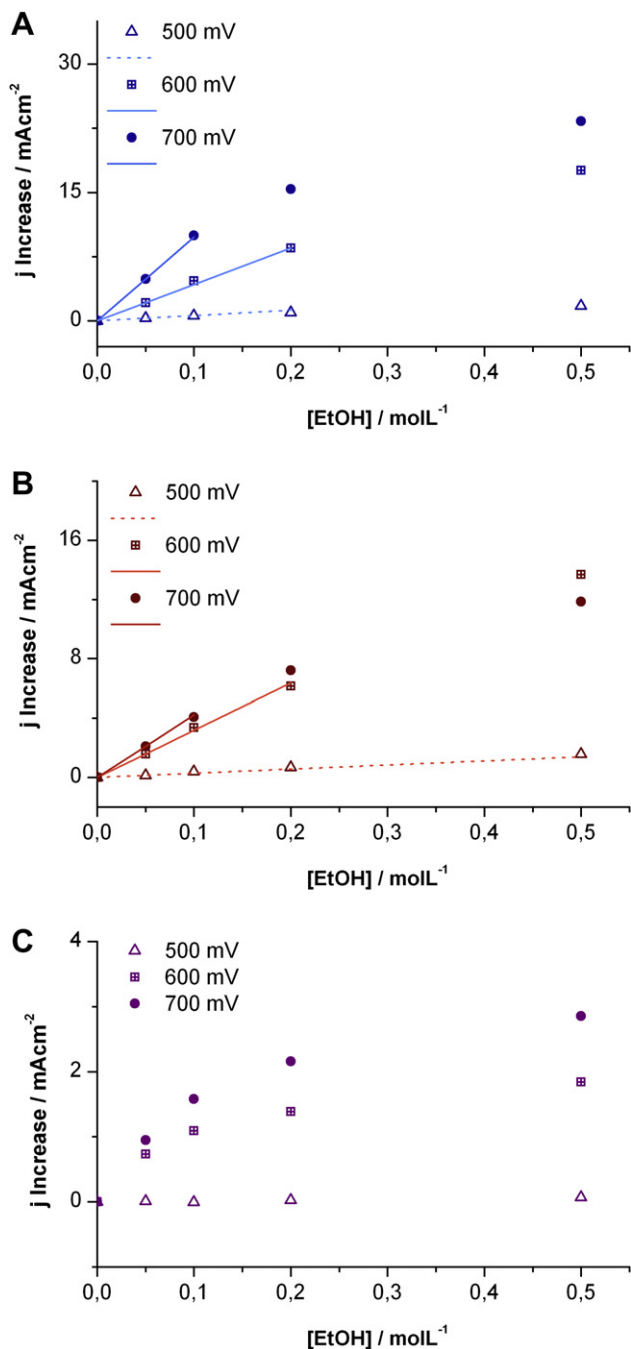 A
500 mV
600 mV
700 mV
j Increase / mAcm⁻²
30
15
0
0,0 0,1 0,2 0,3 0,4 0,5
[EtOH] / molL⁻¹
B
500 mV
600 mV
700 mV
j Increase / mAcm⁻²
16
8
0
0,0 0,1 0,2 0,3 0,4 0,5
[EtOH] / molL⁻¹
C
500 mV
600 mV
700 mV
j Increase / mAcm⁻²
4
2
0
0,0 0,1 0,2 0,3 0,4 0,5
[EtOH] / molL⁻¹